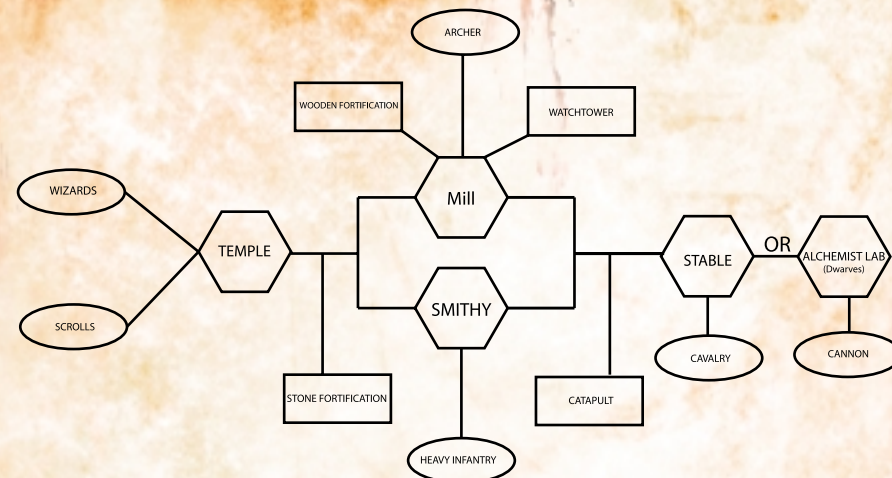 ARCHER
WOODEN FORTIFICATION
WATCHTOWER
WIZARDS
Mill
TEMPLE
OR
STABLE
ALCHEMIST LAB
(Dwarves)
SMITHY
SCROLLS
CAVALRY
CANNON
STONE FORTIFICATION
CATAPULT
HEAVY INFANTRY